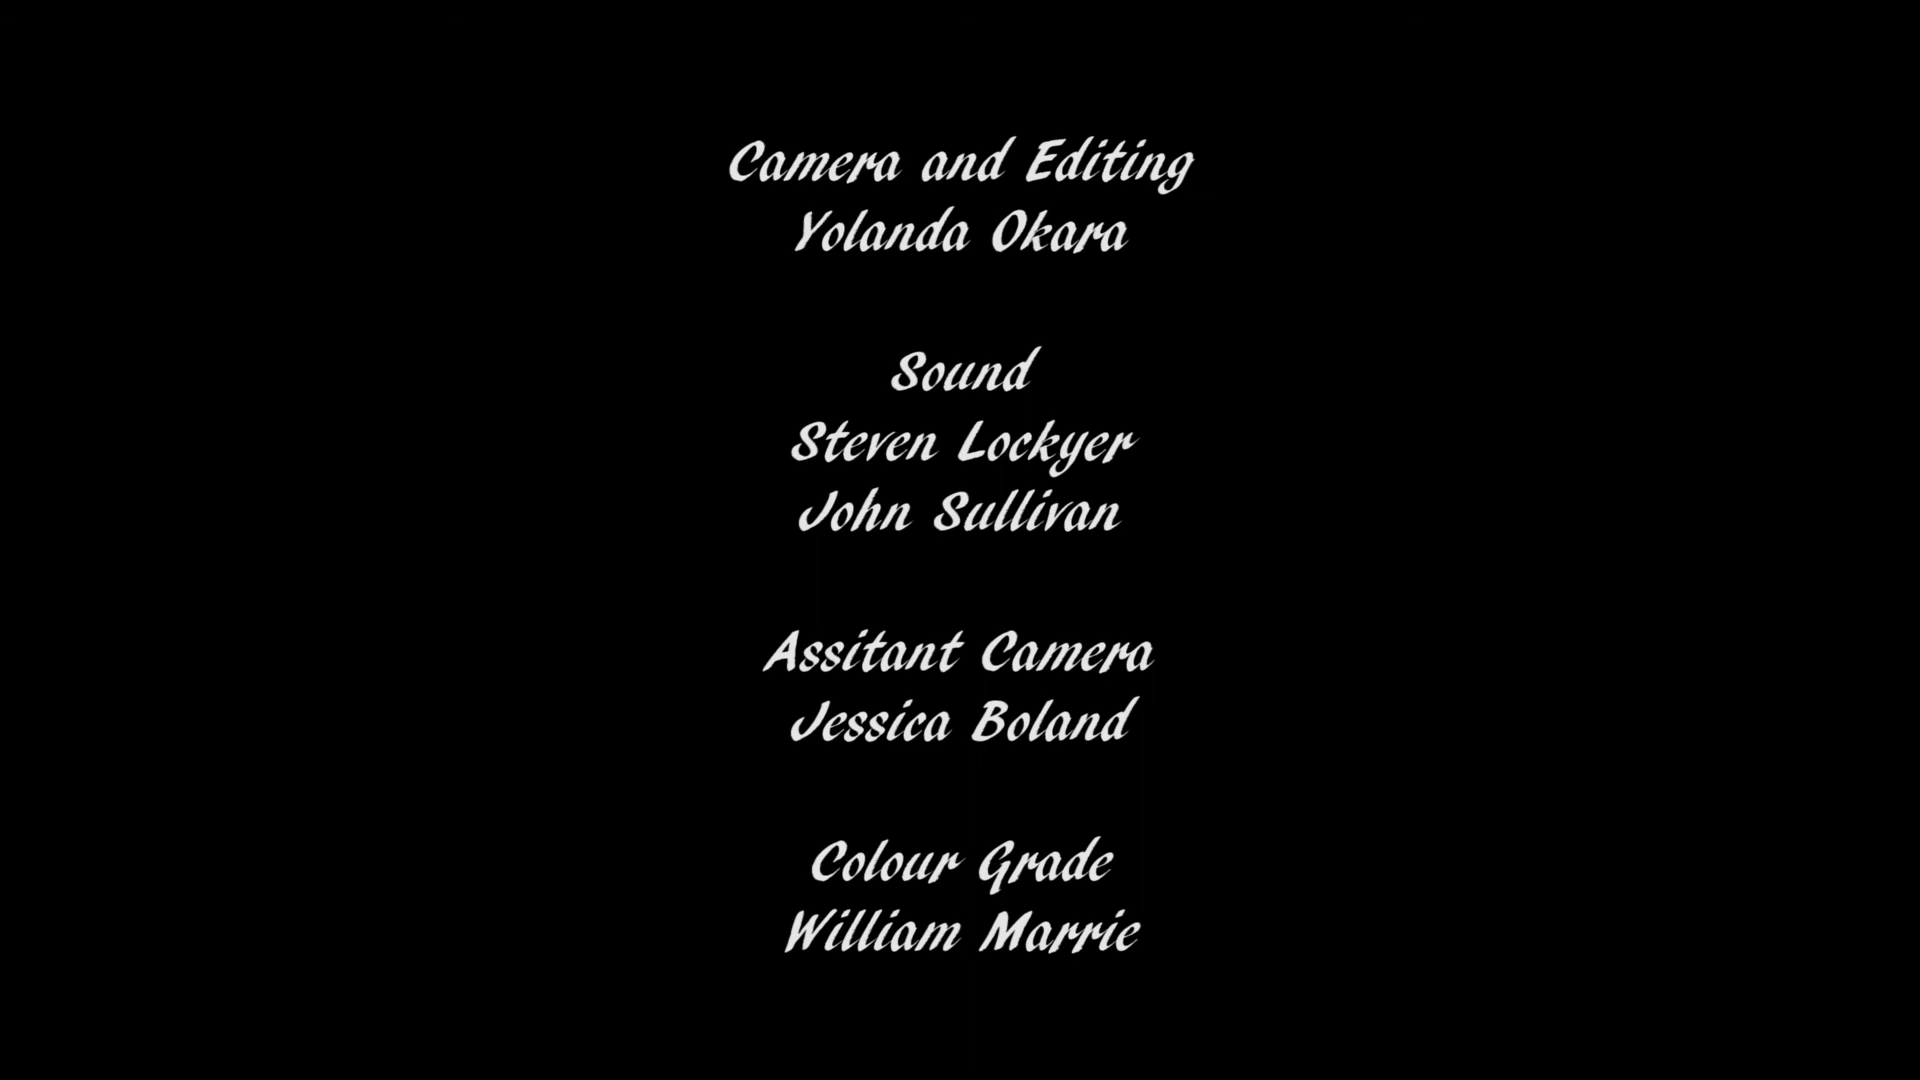 Camera and Editing
Yolanda Okara
Sound
Steven Lockyer
John Sullivan
Assitant Camera
Jessica Boland
Colour Grade
William Marrie